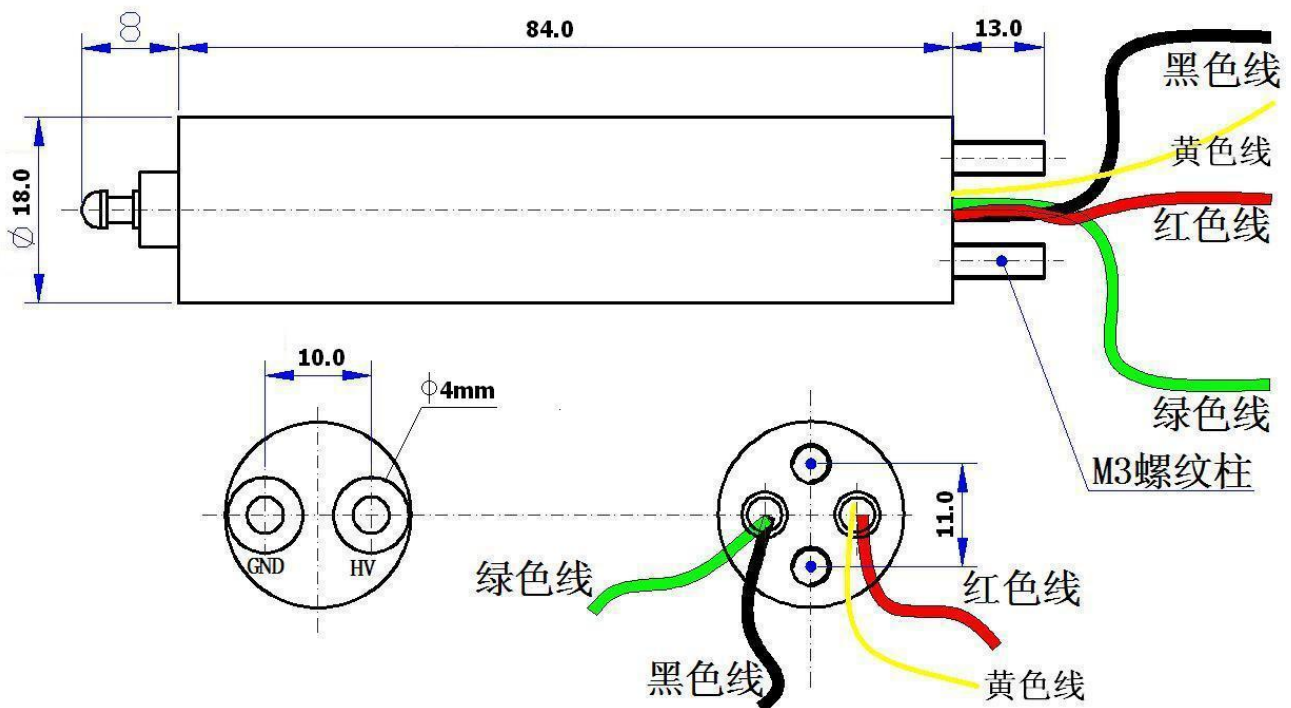 8
84.0
13.0
黑色线
黄色线
Ø 18.0
红色线
10.0
Φ4mm
绿色线
M3螺纹柱
11.0
GND
HV
绿色线
红色线
黑色线
黄色线